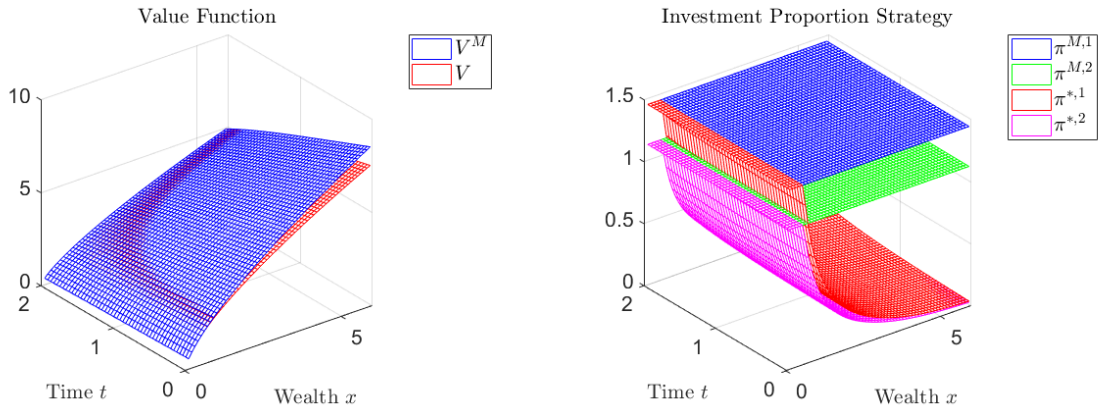 Value Function
V^M
V
10
5
0
2
1
0
0
5
Time t
Wealth x
Investment Proportion Strategy
π^{M,1}
π^{M,2}
π^{*,1}
π^{*,2}
1.5
1
0.5
0
2
1
0
0
5
Time t
Wealth x